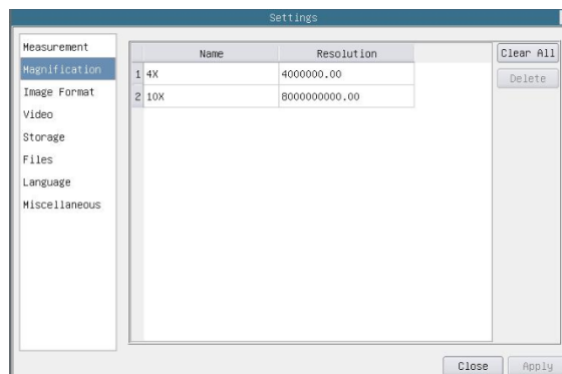 Settings
Measurement
Magnification
Image Format
Video
Storage
Files
Language
Miscellaneous
Name Resolution
1 4X 4000000.00
2 10X 8000000000.00
Clear All
Delete
Close Apply